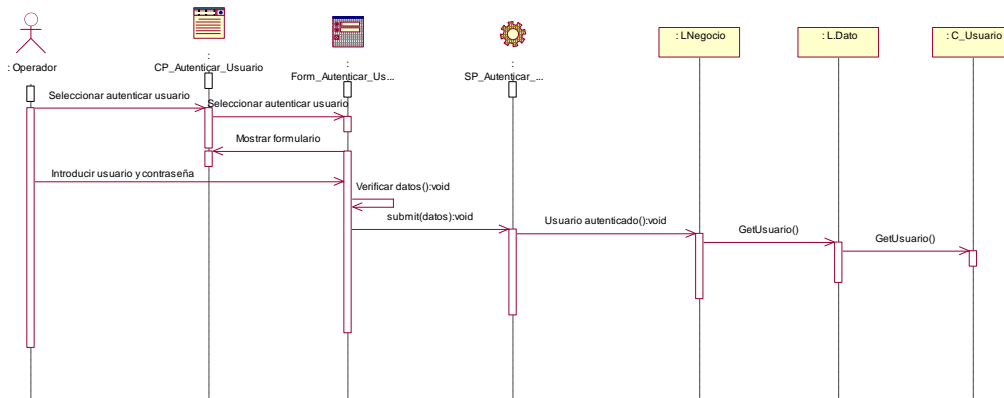 : Operador
:
CP_Autenticar_Usuario
:
Form_Autenticar_Us...
:
SP_Autenticar_...
: LNegocio
: L.Dato
: C_Usuario
Seleccionar autenticar usuario
Seleccionar autenticar usuario
Mostrar formulario
Introducir usuario y contraseña
Verificar datos():void
submit(datos):void
Usuario autenticado():void
GetUsuario()
GetUsuario()